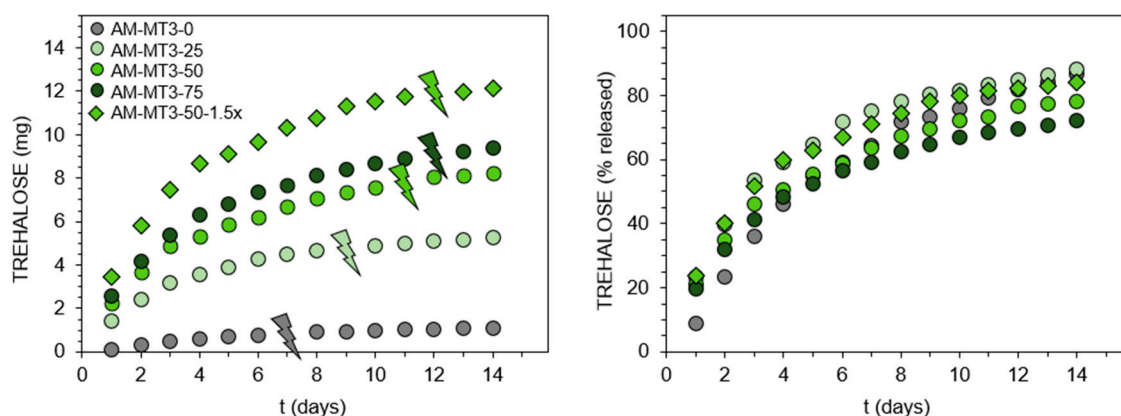 TREHALOSE (mg)
14
12
10
8
6
4
2
0
AM-MT3-0
AM-MT3-25
AM-MT3-50
AM-MT3-75
AM-MT3-50-1.5x
0 2 4 6 8 10 12 14
t (days)
TREHALOSE (% released)
100
80
60
40
20
0
0 2 4 6 8 10 12 14
t (days)